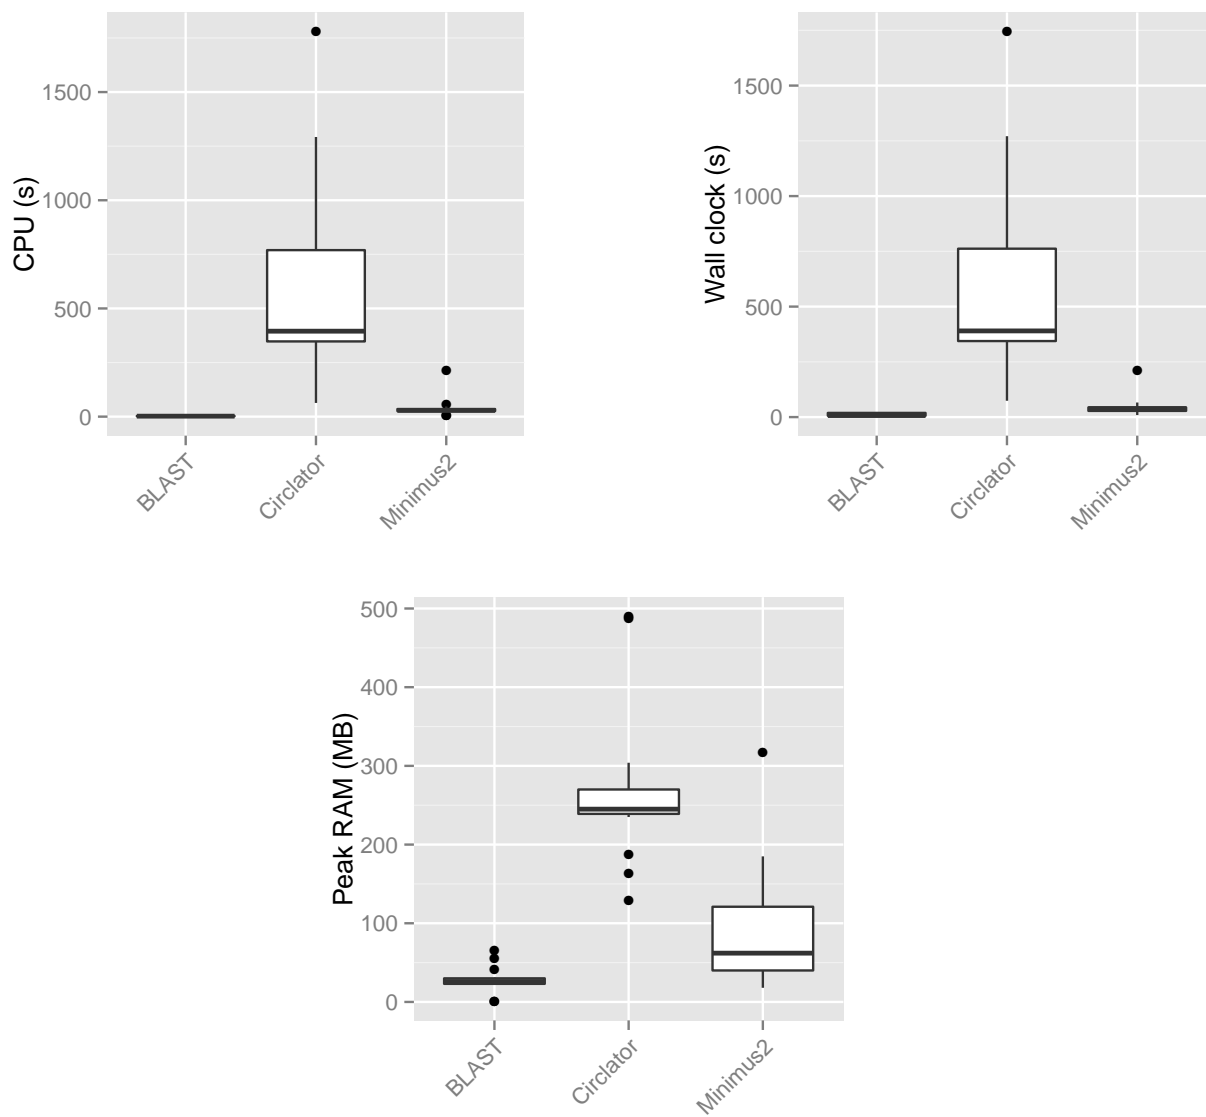 CPU (s)
1500
1000
500
0
BLAST
Circlator
Minimus2
Wall clock (s)
1500
1000
500
0
BLAST
Circlator
Minimus2
Peak RAM (MB)
500
400
300
200
100
0
BLAST
Circlator
Minimus2